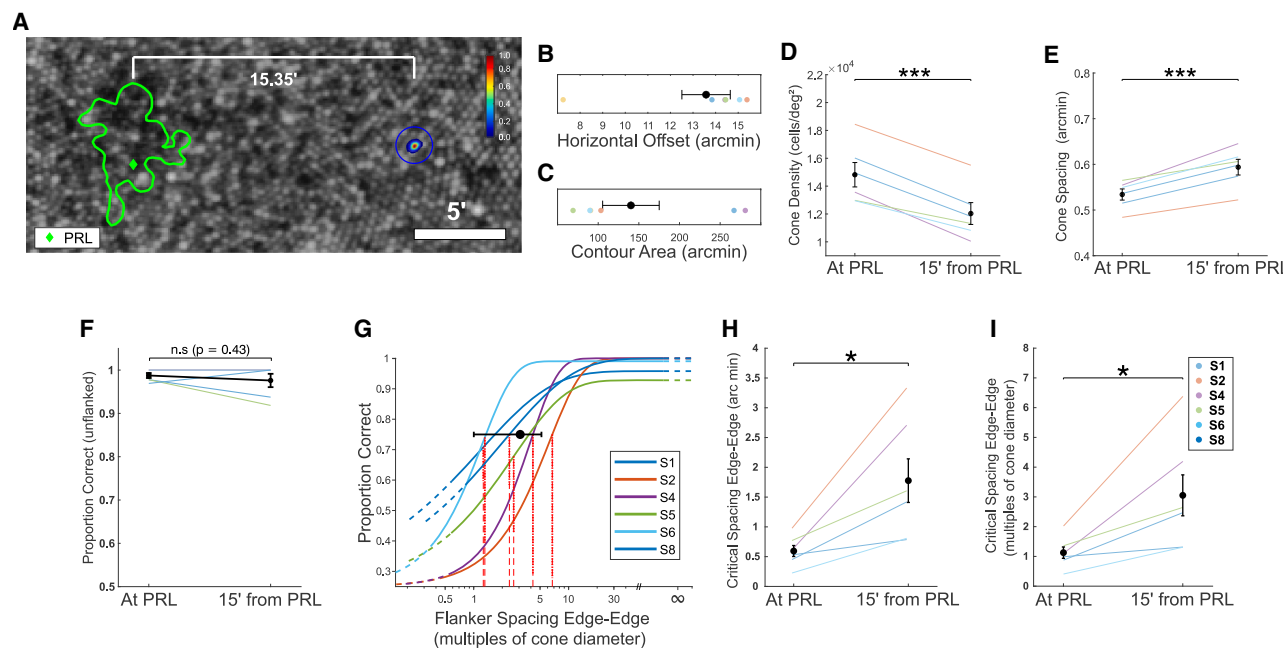 A
15.35'
1.0
0.8
0.6
0.4
0.2
0.0
5'
PRL
B
8 9 10 11 12 13 14 15
Horizontal Offset (arcmin)
C
100 150 200 250
Contour Area (arcmin)
D
×10⁴
***
2.2
2
1.8
1.6
1.4
1.2
1
Cone Density (cells/deg²)
At PRL 15' from PRL
E
***
0.8
0.7
0.6
0.5
0.4
Cone Spacing (arcmin)
At PRL 15' from PRL
F
n.s (p = 0.43)
1
0.9
0.8
0.7
0.6
0.5
Proportion Correct (unflanked)
At PRL 15' from PRL
G
1
0.9
0.8
0.7
0.6
0.5
0.4
0.3
Proportion Correct
S1
S2
S4
S5
S6
S8
0.5 1 5 10 30 ∞
Flanker Spacing Edge-Edge
(multiples of cone diameter)
H
*
4
3.5
3
2.5
2
1.5
1
0.5
0
Critical Spacing Edge-Edge (arc min)
At PRL 15' from PRL
I
*
8
7
6
5
4
3
2
1
0
Critical Spacing Edge-Edge
(multiples of cone diameter)
S1
S2
S4
S5
S6
S8
At PRL 15' from PRL